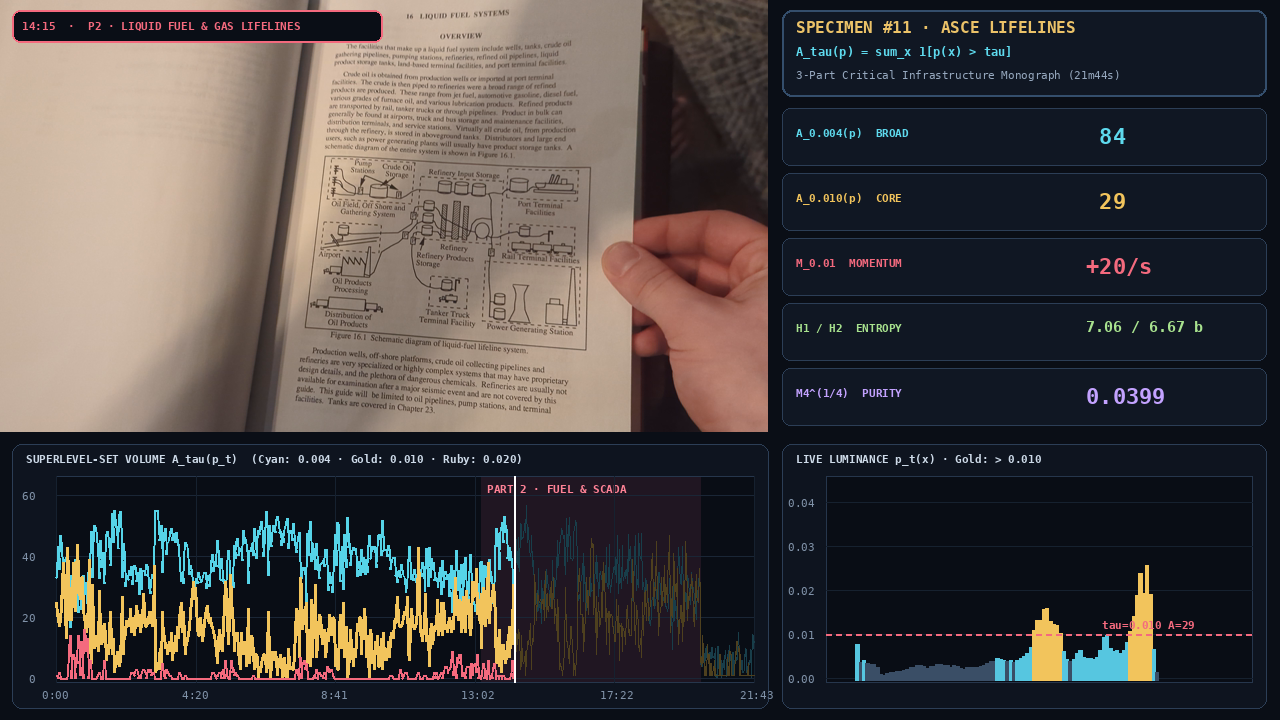 14:15 · P2 · LIQUID FUEL & GAS LIFELINES
16 LIQUID FUEL SYSTEMS
OVERVIEW
The facilities that make up a liquid fuel system include wells, tanks, crude oil
gathering pipelines, pumping stations, refineries, refined oil pipelines, liquid
product storage tanks, land-based terminal facilities, and port terminal facilities.
Crude oil is obtained from production wells or imported at port terminal
facilities. The crude is then piped to refineries were a broad range of refined
products are produced. These range from jet fuel, automotive gasoline, diesel fuel,
various grades of furnace oil, and various lubrication products. Refined products
are transported by rail, tanker trucks or through pipelines. Product in bulk can
generally be found at airports, truck and bus storage and maintenance facilities,
distribution terminals, and service stations. Virtually all crude oil, from production
through the refinery, is stored in aboveground tanks. Distributors and large end
users, such as power generating plants will usually have product storage tanks. A
schematic diagram of the entire system is shown in Figure 16.1.
Pump
Stations
Crude Oil
Storage
Refinery Input Storage
Oil Field, Off Shore and
Gathering System
Port Terminal
Facilities
Refinery
Airport
Refinery Products
Storage
Rail Terminal Facilities
Oil Products
Processing
Distribution of
Oil Products
Tanker Truck
Terminal Facility
Power Generating Station
Figure 16.1 Schematic diagram of liquid-fuel lifeline system.
Production wells, off-shore platforms, crude oil collecting pipelines and
refineries are very specialized or highly complex systems that may have proprietary
design details, and the plethora of dangerous chemicals. Refineries are usually not
available for examination after a major seismic event and are not covered by this
guide. This guide will be limited to oil pipelines, pump stations, and terminal
facilities. Tanks are covered in Chapter 23.
SPECIMEN #11 · ASCE LIFELINES
A_tau(p) = sum_x 1[p(x) > tau]
3-Part Critical Infrastructure Monograph (21m44s)
A_0.004(p) BROAD 84
A_0.010(p) CORE 29
M_0.01 MOMENTUM +20/s
H1 / H2 ENTROPY 7.06 / 6.67 b
M4^(1/4) PURITY 0.0399
SUPERLEVEL-SET VOLUME A_tau(p_t) (Cyan: 0.004 · Gold: 0.010 · Ruby: 0.020)
PART 2 · FUEL & SCADA
60
40
20
0
0:00 4:20 8:41 13:02 17:22 21:43
LIVE LUMINANCE p_t(x) · Gold: > 0.010
0.04
0.03
0.02
0.01
0.00
tau=0.010 A=29